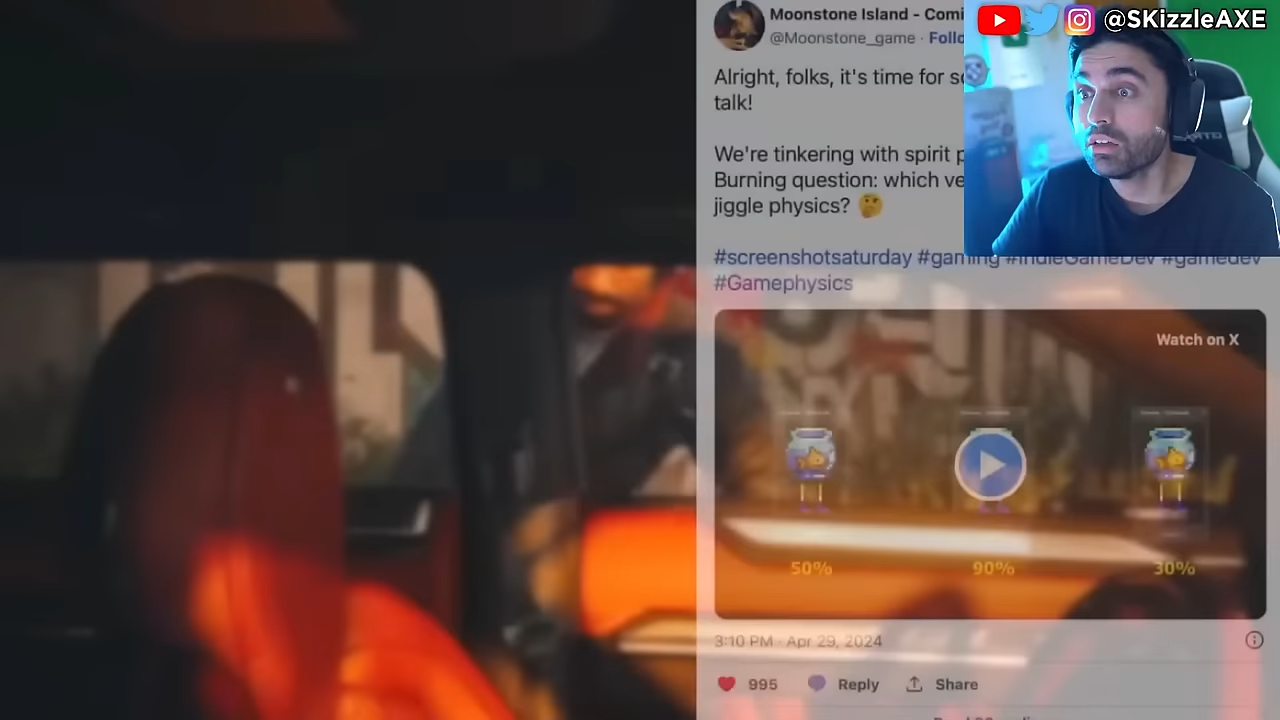 @SKizzleAXE
Moonstone Island - Comi
@Moonstone_game · Follo
Alright, folks, it's time for
talk!
We're tinkering with spirit
Burning question: which ve
jiggle physics? 🤔
#screenshotsaturday #gaming #IndieGameDev #gamedev
#Gamephysics
Watch on X
50% 90% 30%
3:10 PM · Apr 29, 2024
995 Reply Share